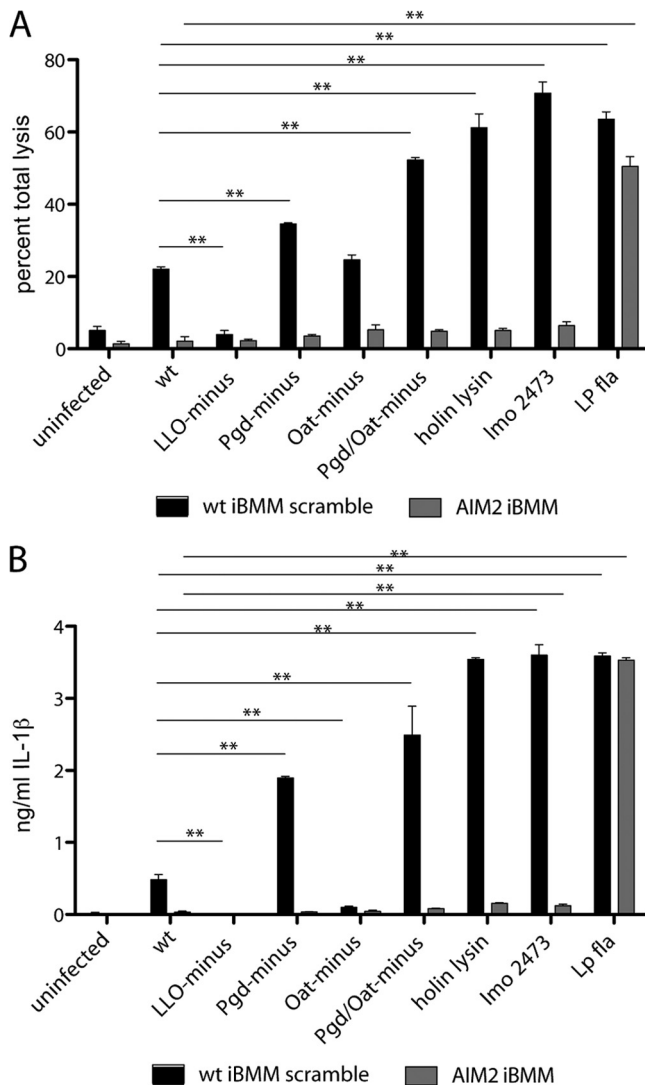 A
**
**
**
**
**
**
**
percent total lysis
80
60
40
20
0
uninfected
wt
LLO-minus
Pgd-minus
Oat-minus
Pgd/Oat-minus
holin lysin
lmo 2473
LP fla
wt iBMM scramble
AIM2 iBMM
B
**
**
**
**
**
**
**
**
**
ng/ml IL-1β
4
3
2
1
0
uninfected
wt
LLO-minus
Pgd-minus
Oat-minus
Pgd/Oat-minus
holin lysin
lmo 2473
Lp fla
wt iBMM scramble
AIM2 iBMM